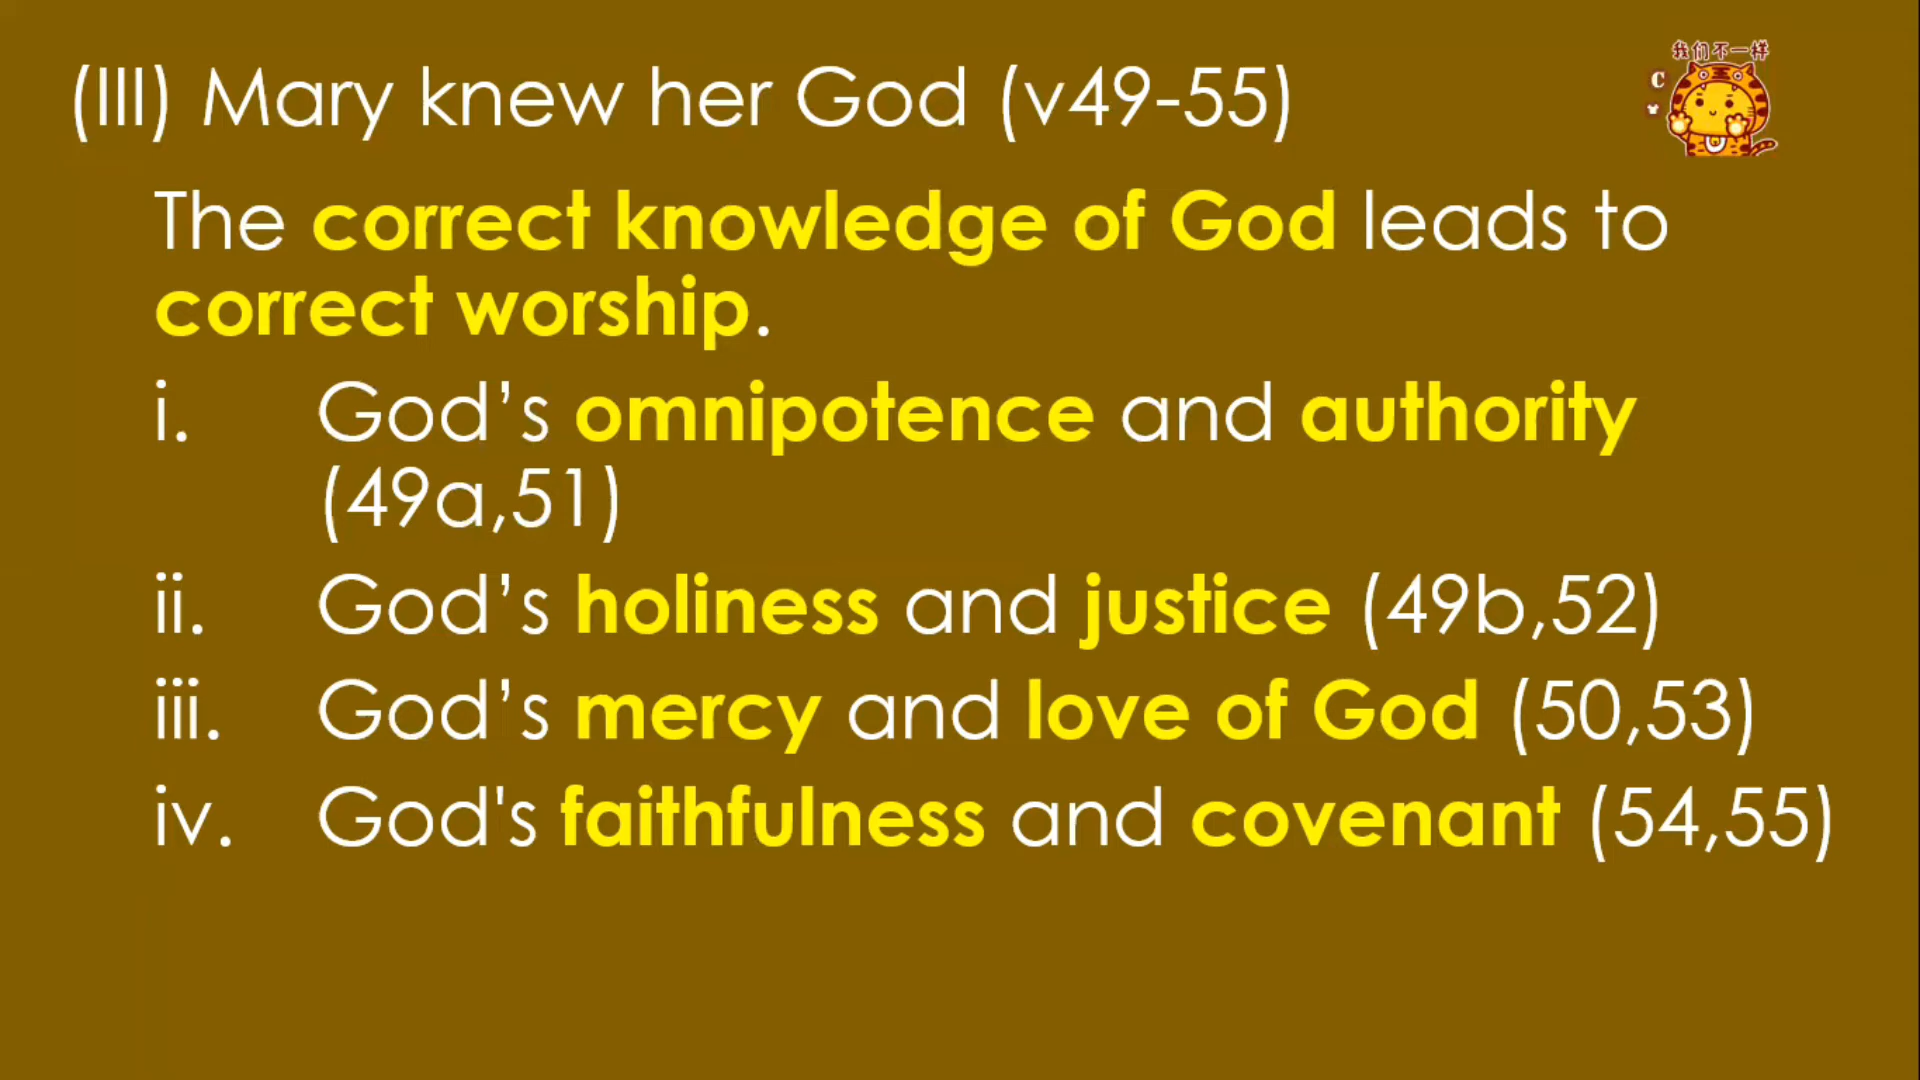 (III) Mary knew her God (v49-55)
我们不一样
C
The correct knowledge of God leads to
correct worship.
i. God’s omnipotence and authority
(49a,51)
ii. God’s holiness and justice (49b,52)
iii. God’s mercy and love of God (50,53)
iv. God's faithfulness and covenant (54,55)